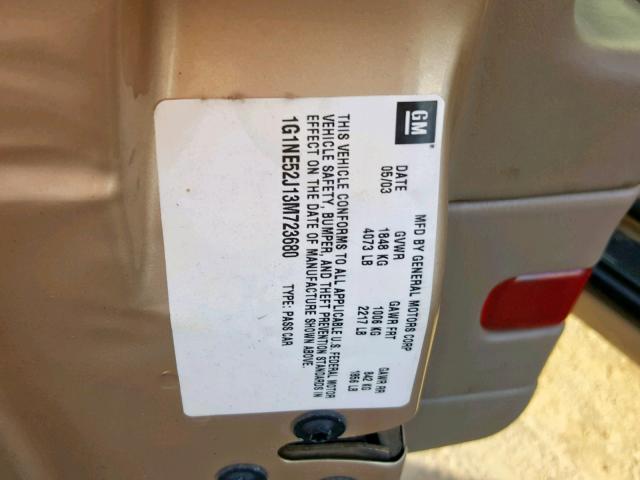 GM
MFD BY GENERAL MOTORS CORP
DATE GVWR GAWR FRT GAWR RR
05/03 1848 KG 1006 KG 842 KG
4073 LB 2217 LB 1856 LB
THIS VEHICLE CONFORMS TO ALL APPLICABLE U.S. FEDERAL MOTOR
VEHICLE SAFETY, BUMPER, AND THEFT PREVENTION STANDARDS IN
EFFECT ON THE DATE OF MANUFACTURE SHOWN ABOVE.
1G1NE52J13M723680 TYPE: PASS CAR